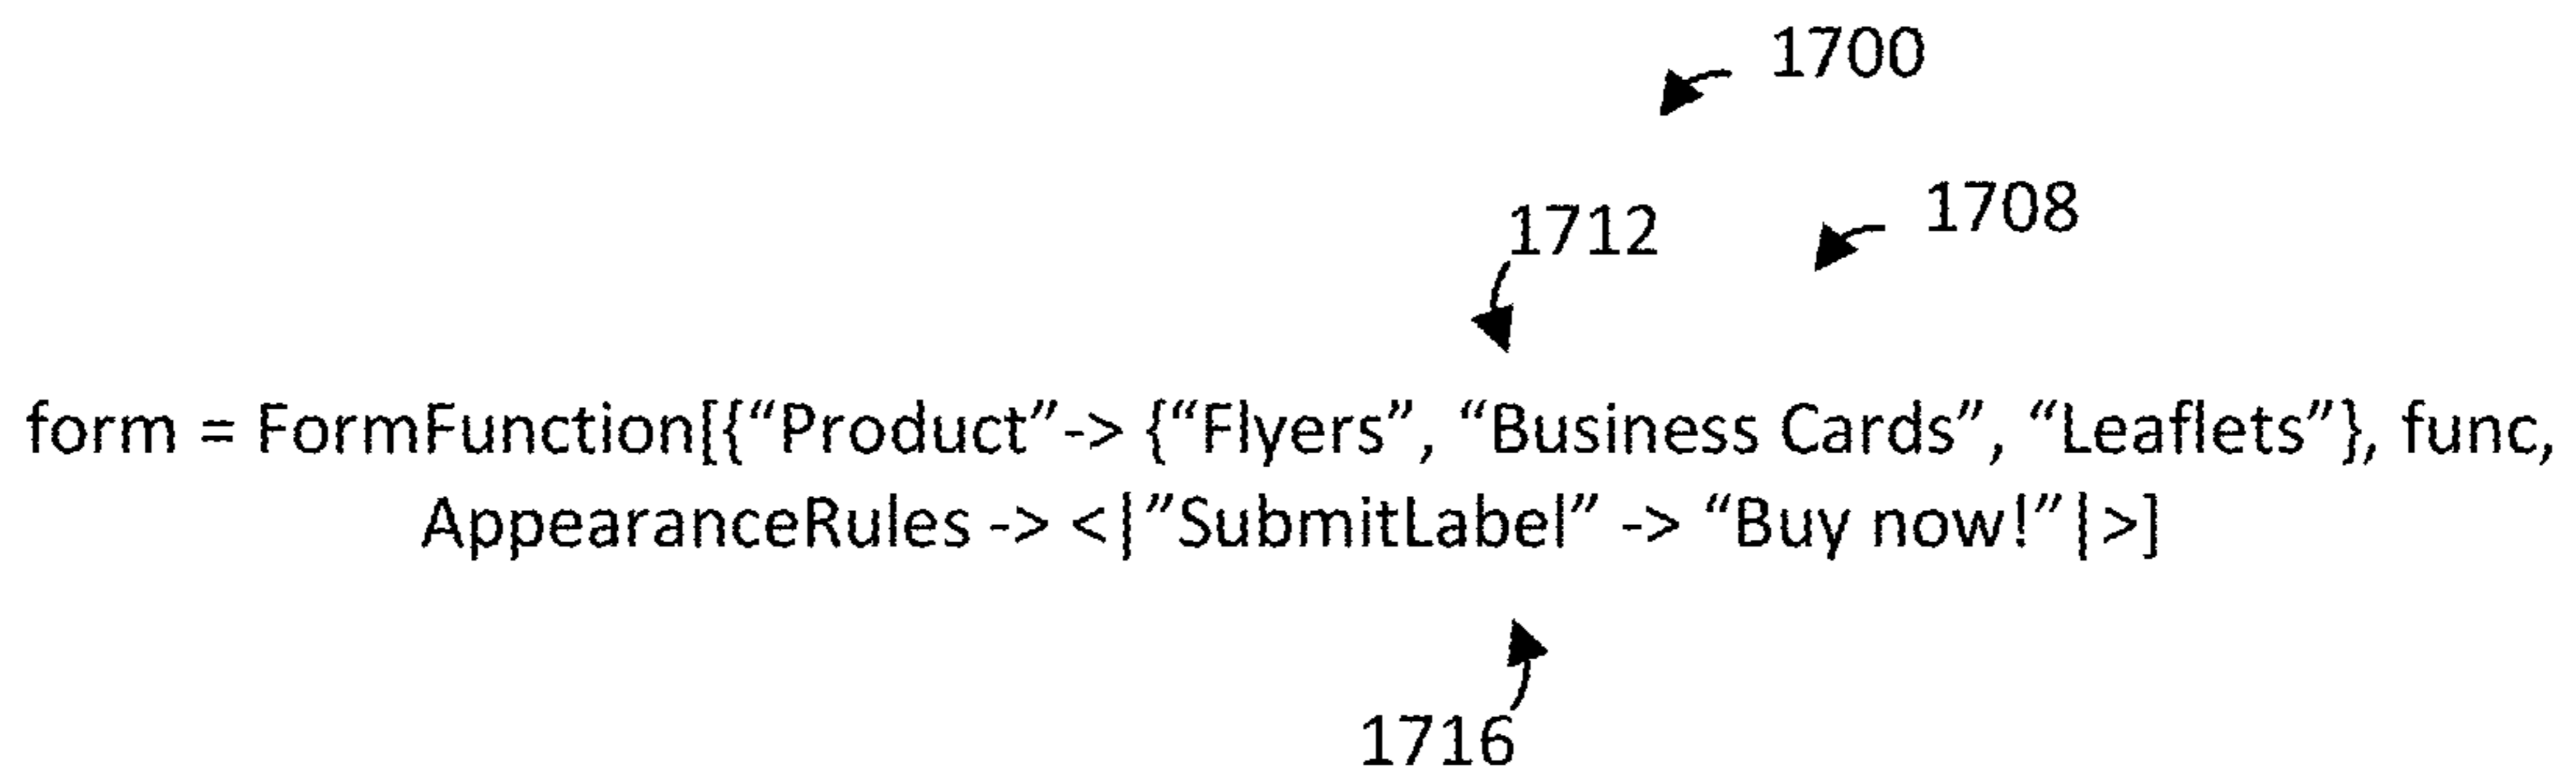 1700
1708
1712
form = FormFunction[{“Product”-> {“Flyers”, “Business Cards”, “Leaflets”}, func,
AppearanceRules -> <|”SubmitLabel” -> “Buy now!”|>]
1716